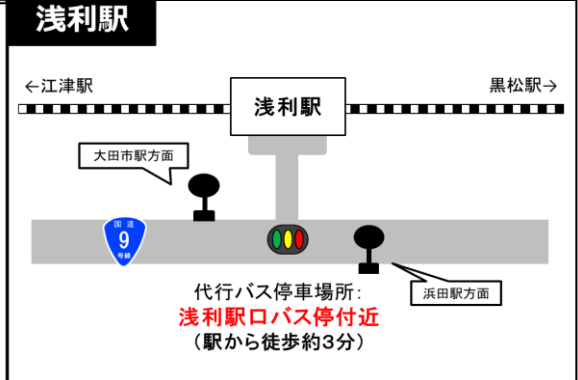 浅利駅
←江津駅
黒松駅→
浅利駅
大田市駅方面
国道
9
号線
浜田駅方面
代行バス停車場所:
浅利駅口バス停付近
(駅から徒歩約3分)